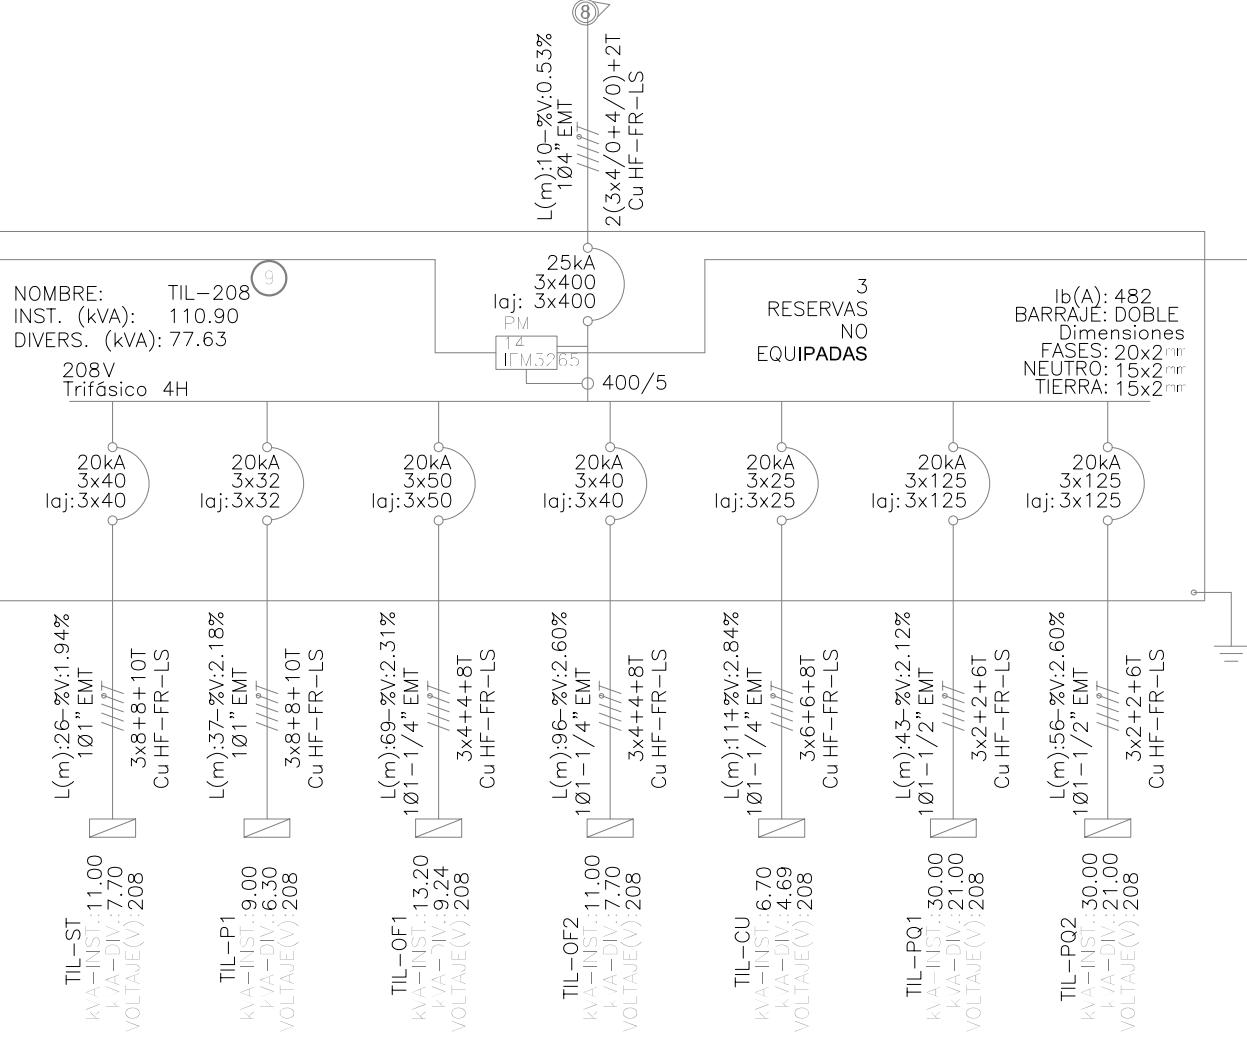 8
L(m):10-%V:0.53%
1Ø4" EMT
2(3x4/0+4/0)+2T
Cu HF-FR-LS
9
NOMBRE: TIL-208
INST. (kVA): 110.90
DIVERS. (kVA): 77.63
208V
Trifásico 4H
25kA
3x400
Iaj: 3x400
PM
14
IEM3265
400/5
3
RESERVAS
NO
EQUIPADAS
Ib(A): 482
BARRAJE: DOBLE
Dimensiones
FASES: 20x2mm
NEUTRO: 15x2mm
TIERRA: 15x2mm
20kA
3x40
Iaj:3x40
20kA
3x32
Iaj:3x32
20kA
3x50
Iaj:3x50
20kA
3x40
Iaj:3x40
20kA
3x25
Iaj:3x25
20kA
3x125
Iaj:3x125
20kA
3x125
Iaj:3x125
L(m):26-%V:1.94%
1Ø1" EMT
3x8+8+10T
Cu HF-FR-LS
L(m):37-%V:2.18%
1Ø1" EMT
3x8+8+10T
Cu HF-FR-LS
L(m):69-%V:2.31%
1Ø1-1/4" EMT
3x4+4+8T
Cu HF-FR-LS
L(m):96-%V:2.60%
1Ø1-1/4" EMT
3x4+4+8T
Cu HF-FR-LS
1Ø1-1/4" EMT
3x6+6+8T
Cu HF-FR-LS
L(m):43-%V:2.12%
1Ø1-1/2" EMT
3x2+2+6T
Cu HF-FR-LS
L(m):56-%V:2.60%
1Ø1-1/2" EMT
3x2+2+6T
Cu HF-FR-LS
TIL-ST
kVA-INST.:11.00
kVA-DIV.:7.70
VOLTAJE(V):208
TIL-P1
kVA-INST.:9.00
kVA-DIV.:6.30
VOLTAJE(V):208
TIL-OF1
kVA-INST.:13.20
kVA-DIV.:9.24
VOLTAJE(V):208
TIL-OF2
kVA-INST.:11.00
kVA-DIV.:7.70
VOLTAJE(V):208
TIL-CU
kVA-INST.:6.70
kVA-DIV.:4.69
VOLTAJE(V):208
TIL-PQ1
kVA-INST.:30.00
kVA-DIV.:21.00
VOLTAJE(V):208
TIL-PQ2
kVA-INST.:30.00
kVA-DIV.:21.00
VOLTAJE(V):208